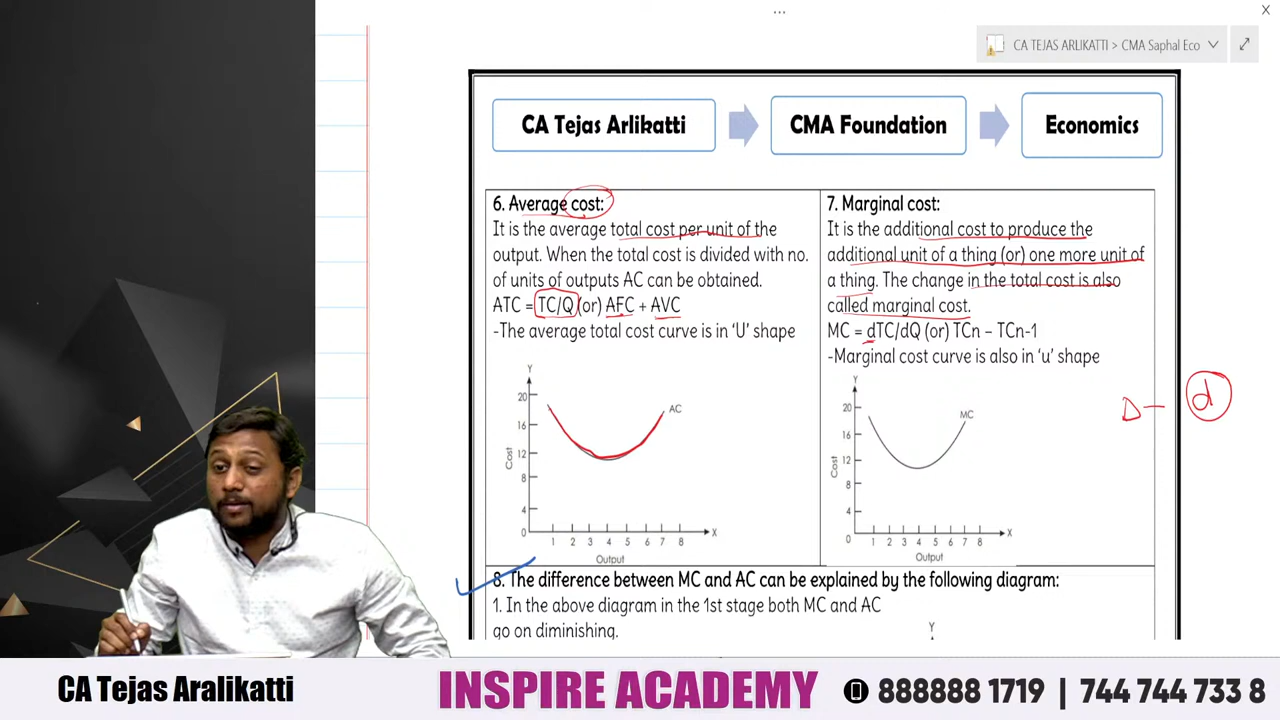 ...
X
CA TEJAS ARLIKATTI > CMA Saphal Eco
CA Tejas Arlikatti
CMA Foundation
Economics
6. Average cost:
It is the average total cost per unit of the
output. When the total cost is divided with no.
of units of outputs AC can be obtained.
ATC = TC/Q (or) AFC + AVC
-The average total cost curve is in ‘U’ shape
Y
20
16
12
8
4
0
Cost
AC
1 2 3 4 5 6 7 8
X
Output
7. Marginal cost:
It is the additional cost to produce the
additional unit of a thing (or) one more unit of
a thing. The change in the total cost is also
called marginal cost.
MC = dTC/dQ (or) TCn – TCn-1
-Marginal cost curve is also in ‘u’ shape
Y
20
16
12
8
4
0
Cost
MC
1 2 3 4 5 6 7 8
X
Output
D — d
8. The difference between MC and AC can be explained by the following diagram:
1. In the above diagram in the 1st stage both MC and AC
go on diminishing.
Y
CA Tejas Aralikatti
INSPIRE ACADEMY
888888 1719 | 744 744 733 8